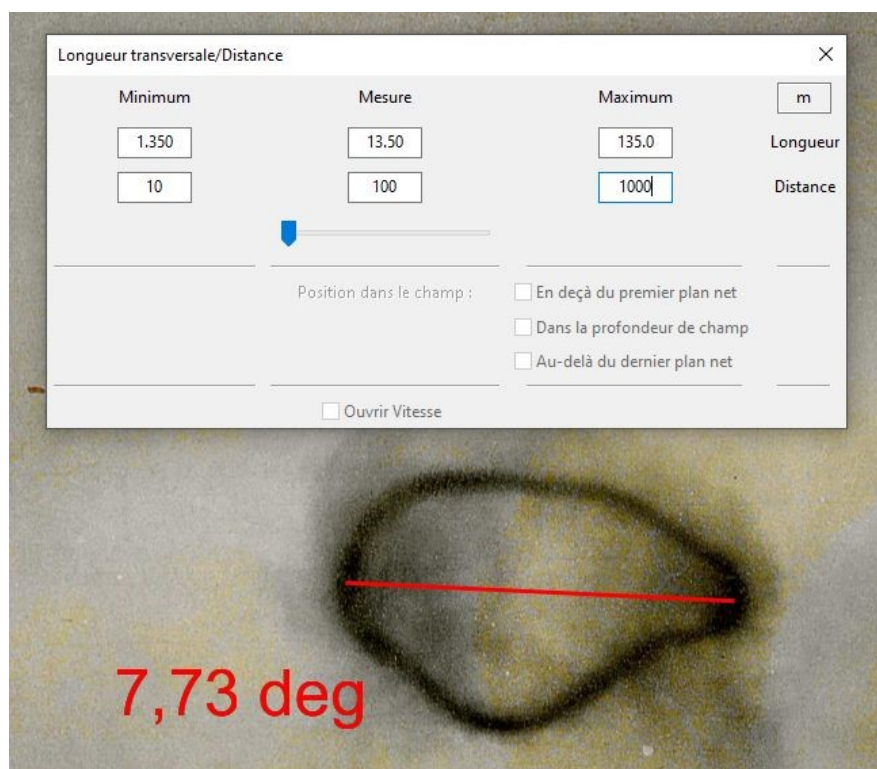 Longueur transversale/Distance
Minimum Mesure Maximum m
1.350 13.50 135.0 Longueur
10 100 1000 Distance
Position dans le champ : En deçà du premier plan net
Dans la profondeur de champ
Au-delà du dernier plan net
Ouvrir Vitesse
7,73 deg